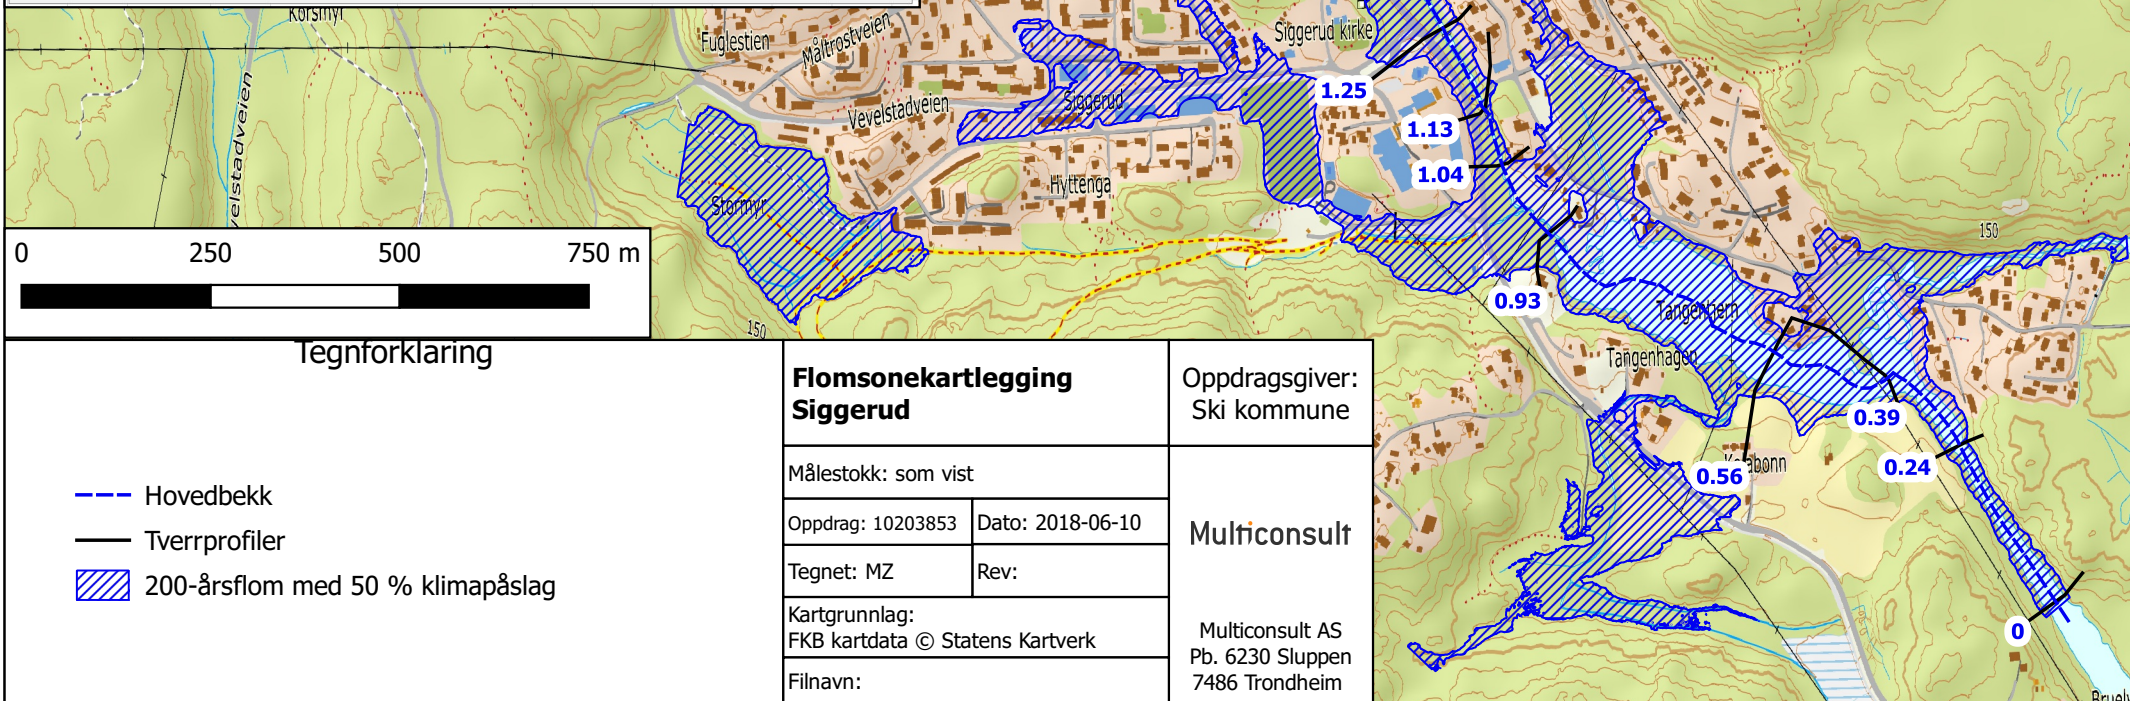 Korsmyr
Fuglestien
Måltrostveien
Siggerud kirke
Vevelstadveien
Siggerud
Vevelstadveien
Hyttenga
Stormyr
1.25
1.13
1.04
0.93
0.56
0.39
0.24
0
150
150
Tangentjern
Tangenhagen
0 250 500 750 m
Tegnforklaring
Hovedbekk
Tverrprofiler
200-årsflom med 50 % klimapåslag
Flomsonekartlegging
Siggerud
Oppdragsgiver:
Ski kommune
Målestokk: som vist
Oppdrag: 10203853
Dato: 2018-06-10
Tegnet: MZ
Rev:
Kartgrunnlag:
FKB kartdata © Statens Kartverk
Filnavn:
Multiconsult
Multiconsult AS
Pb. 6230 Sluppen
7486 Trondheim